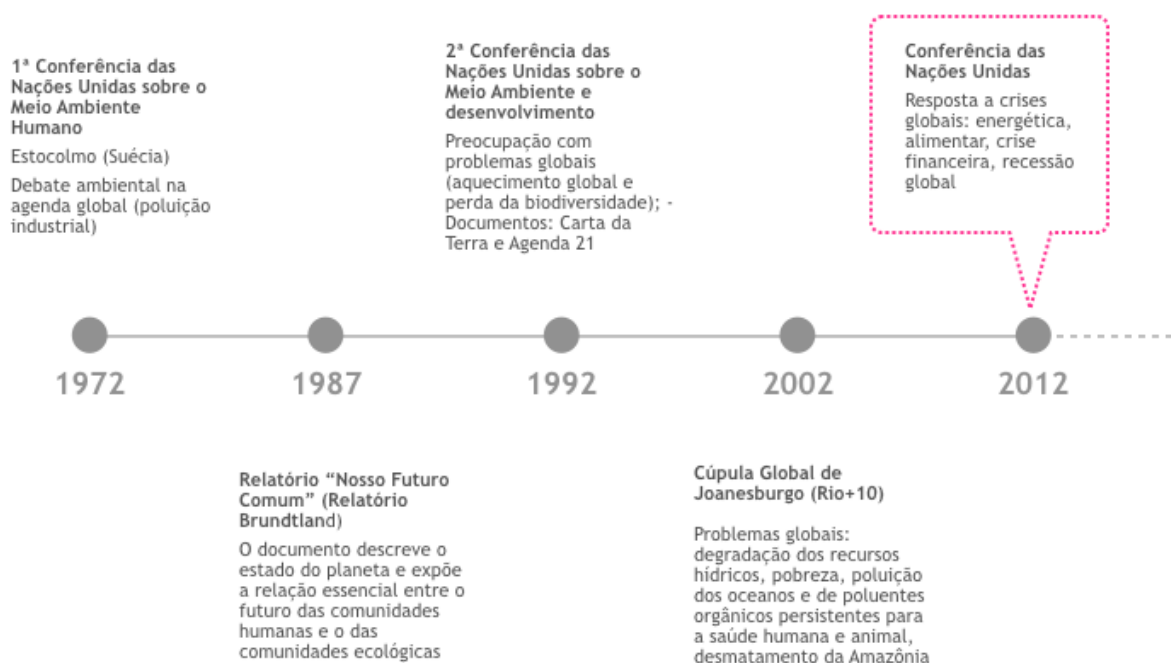 1ª Conferência das
Nações Unidas sobre o
Meio Ambiente
Humano
Estocolmo (Suécia)
Debate ambiental na
agenda global (poluição
industrial)
2ª Conferência das
Nações Unidas sobre o
Meio Ambiente e
desenvolvimento
Preocupação com
problemas globais
(aquecimento global e
perda da biodiversidade); -
Documentos: Carta da
Terra e Agenda 21
Conferência das
Nações Unidas
Resposta a crises
globais: energética,
alimentar, crise
financeira, recessão
global
1972
1987
1992
2002
2012
Relatório “Nosso Futuro
Comum” (Relatório
Brundtland)
O documento descreve o
estado do planeta e expõe
a relação essencial entre o
futuro das comunidades
humanas e o das
comunidades ecológicas
Cúpula Global de
Joanesburgo (Rio+10)
Problemas globais:
degradação dos recursos
hídricos, pobreza, poluição
dos oceanos e de poluentes
orgânicos persistentes para
a saúde humana e animal,
desmatamento da Amazônia